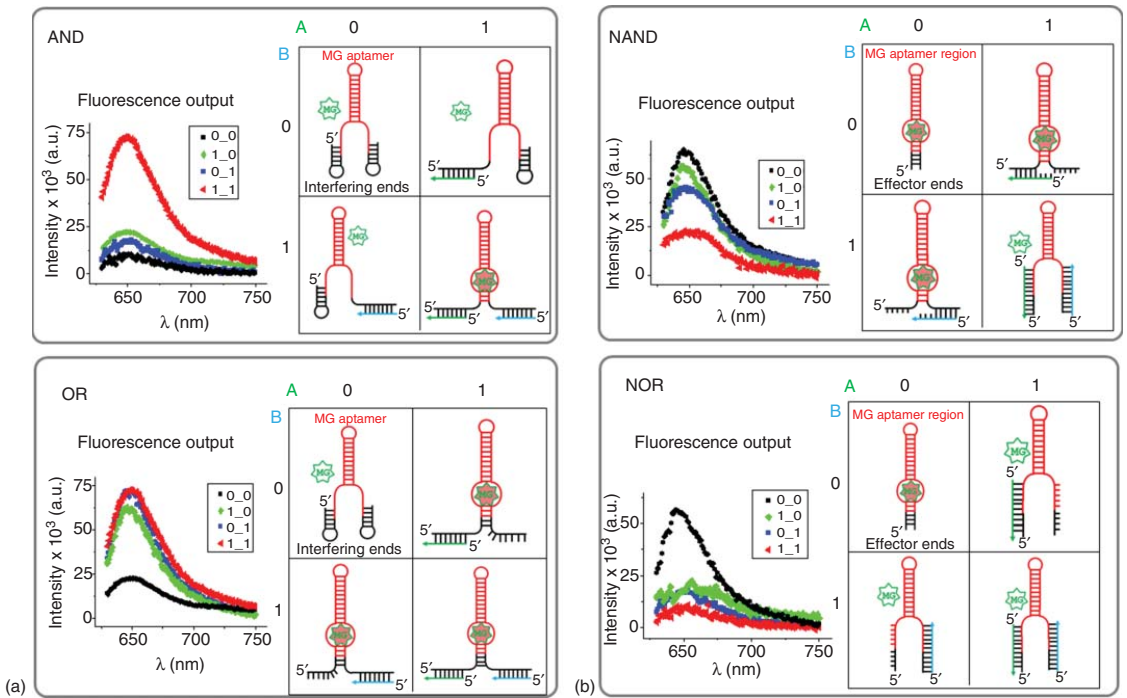 AND
Fluorescence output
Intensity x 10³ (a.u.)
75
50
25
0
650
700
750
λ (nm)
0_0
1_0
0_1
1_1
A
0
1
B
0
1
MG aptamer
MG
5′
Interfering ends
MG
5′
5′
MG
5′
MG
5′
5′
NAND
Fluorescence output
Intensity x 10³ (a.u.)
50
25
0
650
700
750
λ (nm)
0_0
1_0
0_1
1_1
A
0
1
B
0
1
MG aptamer region
MG
5′
Effector ends
MG
5′
5′
MG
5′
5′
MG
5′
5′
5′
OR
Fluorescence output
Intensity x 10³ (a.u.)
75
50
25
0
650
700
750
λ (nm)
0_0
1_0
0_1
1_1
A
0
1
B
0
1
MG aptamer
MG
5′
Interfering ends
MG
5′
5′
MG
5′
5′
MG
5′
5′
5′
(a)
NOR
Fluorescence output
Intensity x 10³ (a.u.)
50
25
0
650
700
750
λ (nm)
0_0
1_0
0_1
1_1
A
0
1
B
0
1
MG aptamer region
MG
5′
Effector ends
MG
5′
5′
MG
5′
5′
MG
5′
5′
5′
(b)